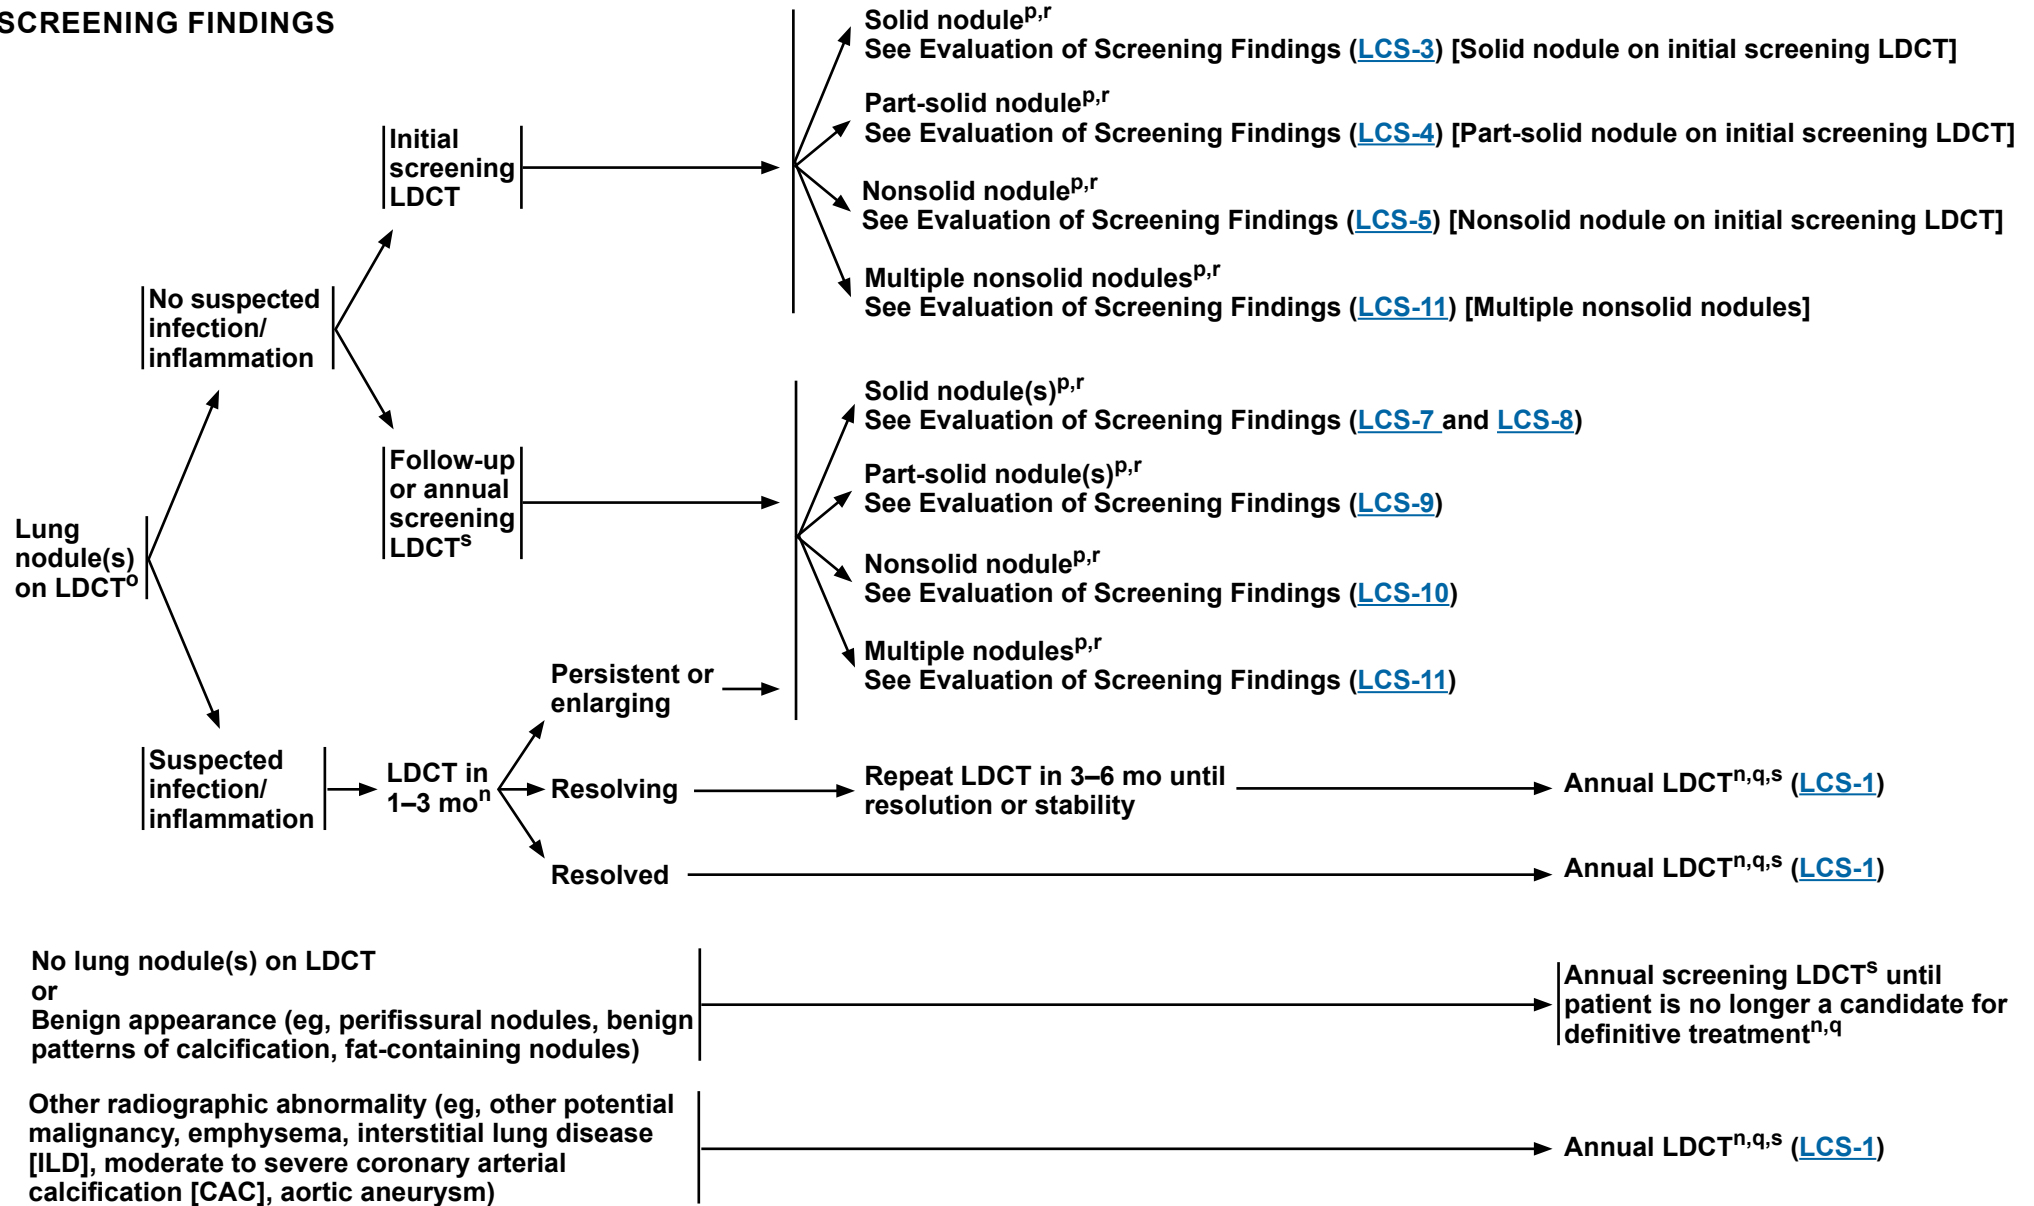 SCREENING FINDINGS
Solid nodulep,r
See Evaluation of Screening Findings (LCS-3) [Solid nodule on initial screening LDCT]
Part-solid nodulep,r
See Evaluation of Screening Findings (LCS-4) [Part-solid nodule on initial screening LDCT]
Nonsolid nodulep,r
See Evaluation of Screening Findings (LCS-5) [Nonsolid nodule on initial screening LDCT]
Multiple nonsolid nodulesp,r
See Evaluation of Screening Findings (LCS-11) [Multiple nonsolid nodules]
Initial
screening
LDCT
No suspected
infection/
inflammation
Follow-up
or annual
screening
LDCTs
Solid nodule(s)p,r
See Evaluation of Screening Findings (LCS-7 and LCS-8)
Part-solid nodule(s)p,r
See Evaluation of Screening Findings (LCS-9)
Nonsolid nodulep,r
See Evaluation of Screening Findings (LCS-10)
Multiple nodulesp,r
See Evaluation of Screening Findings (LCS-11)
Lung
nodule(s)
on LDCTo
Suspected
infection/
inflammation
LDCT in
1–3 mon
Persistent or
enlarging
Resolving
Repeat LDCT in 3–6 mo until
resolution or stability
Annual LDCTn,q,s (LCS-1)
Resolved
Annual LDCTn,q,s (LCS-1)
No lung nodule(s) on LDCT
or
Benign appearance (eg, perifissural nodules, benign
patterns of calcification, fat-containing nodules)
Annual screening LDCTs until
patient is no longer a candidate for
definitive treatmentn,q
Other radiographic abnormality (eg, other potential
malignancy, emphysema, interstitial lung disease
[ILD], moderate to severe coronary arterial
calcification [CAC], aortic aneurysm)
Annual LDCTn,q,s (LCS-1)